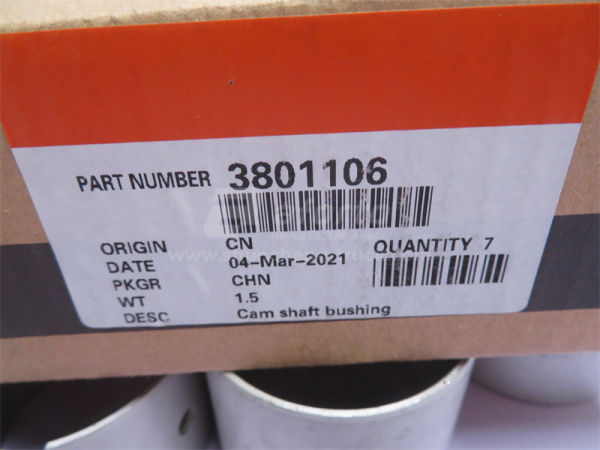 PART NUMBER 3801106
ORIGIN CN QUANTITY 7
DATE 04-Mar-2021
PKGR CHN
WT 1.5
DESC Cam shaft bushing